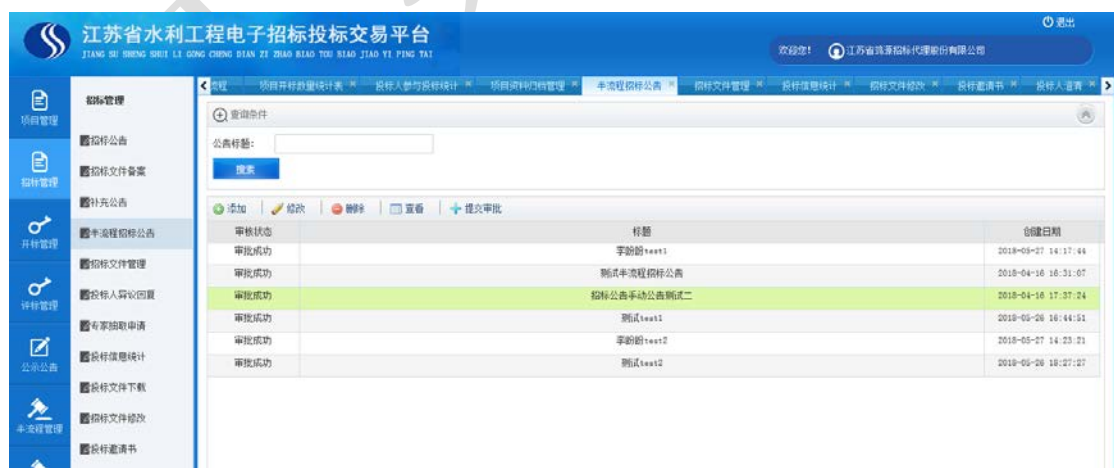 江苏省水利工程电子招标投标交易平台
JIANG SU SHENG SHUI LI GONG CHENG DIAN ZI ZHAO BIAO TOU BIAO JIAO YI PING TAI
退出
欢迎您! 江苏省鸿源招标代理股份有限公司
流程 项目开标数量统计表 投标人参与投标统计 项目资料归档管理 半流程招标公告 招标文件管理 投标信息统计 招标文件修改 投标邀请书
项目管理
招标管理
开标管理
评标管理
公示公告
半流程管理
招标管理
招标公告
招标文件备案
补充公告
半流程招标公告
招标文件管理
投标人异议回复
专家抽取申请
投标信息统计
投标文件下载
招标文件修改
投标邀请书
查询条件
公告标题:
搜索
添加 修改 删除 查看 提交审批
审核状态 标题 创建日期
审批成功 李盼盼test1 2018-05-27 14:17:44
审批成功 测试半流程招标公告 2018-04-16 16:31:07
审批成功 招标公告手动公告测试二 2018-04-16 17:37:24
审批成功 测试test1 2018-05-26 16:44:51
审批成功 李盼盼test2 2018-05-27 14:23:21
审批成功 测试test2 2018-05-26 18:27:27